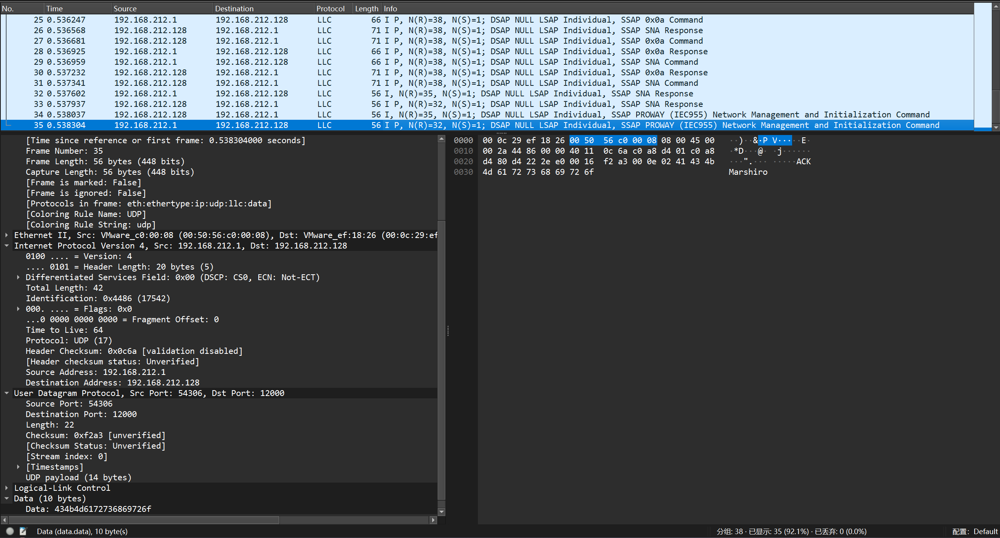 No. Time Source Destination Protocol Length Info
25 0.536247 192.168.212.1 192.168.212.128 LLC 66 I P, N(R)=38, N(S)=1; DSAP NULL LSAP Individual, SSAP 0x0a Command
26 0.536568 192.168.212.128 192.168.212.1 LLC 71 I P, N(R)=38, N(S)=1; DSAP NULL LSAP Individual, SSAP SNA Response
27 0.536681 192.168.212.128 192.168.212.1 LLC 71 I P, N(R)=38, N(S)=1; DSAP NULL LSAP Individual, SSAP 0x0a Command
28 0.536925 192.168.212.1 192.168.212.128 LLC 66 I P, N(R)=38, N(S)=1; DSAP NULL LSAP Individual, SSAP 0x0a Response
29 0.536959 192.168.212.1 192.168.212.128 LLC 66 I P, N(R)=38, N(S)=1; DSAP NULL LSAP Individual, SSAP SNA Command
30 0.537232 192.168.212.128 192.168.212.1 LLC 71 I P, N(R)=38, N(S)=1; DSAP NULL LSAP Individual, SSAP 0x0a Response
31 0.537341 192.168.212.128 192.168.212.1 LLC 71 I P, N(R)=38, N(S)=1; DSAP NULL LSAP Individual, SSAP SNA Command
32 0.537602 192.168.212.1 192.168.212.128 LLC 56 I, N(R)=35, N(S)=1; DSAP NULL LSAP Individual, SSAP SNA Response
33 0.537937 192.168.212.128 192.168.212.1 LLC 56 I P, N(R)=32, N(S)=1; DSAP NULL LSAP Individual, SSAP SNA Response
34 0.538037 192.168.212.128 192.168.212.1 LLC 56 I, N(R)=35, N(S)=1; DSAP NULL LSAP Individual, SSAP PROWAY (IEC955) Network Management and Initialization Command
35 0.538304 192.168.212.1 192.168.212.128 LLC 56 I P, N(R)=32, N(S)=1; DSAP NULL LSAP Individual, SSAP PROWAY (IEC955) Network Management and Initialization Command
[Time since reference or first frame: 0.538304000 seconds]
Frame Number: 35
Frame Length: 56 bytes (448 bits)
Capture Length: 56 bytes (448 bits)
[Frame is marked: False]
[Frame is ignored: False]
[Protocols in frame: eth:ethertype:ip:udp:llc:data]
[Coloring Rule Name: UDP]
[Coloring Rule String: udp]
Ethernet II, Src: VMware_c0:00:08 (00:50:56:c0:00:08), Dst: VMware_ef:18:26 (00:0c:29:ef
Internet Protocol Version 4, Src: 192.168.212.1, Dst: 192.168.212.128
0100 .... = Version: 4
.... 0101 = Header Length: 20 bytes (5)
Differentiated Services Field: 0x00 (DSCP: CS0, ECN: Not-ECT)
Total Length: 42
Identification: 0x4486 (17542)
000. .... = Flags: 0x0
...0 0000 0000 0000 = Fragment Offset: 0
Time to Live: 64
Protocol: UDP (17)
Header Checksum: 0x0c6a [validation disabled]
[Header checksum status: Unverified]
Source Address: 192.168.212.1
Destination Address: 192.168.212.128
User Datagram Protocol, Src Port: 54306, Dst Port: 12000
Source Port: 54306
Destination Port: 12000
Length: 22
Checksum: 0xf2a3 [unverified]
[Checksum Status: Unverified]
[Stream index: 0]
[Timestamps]
UDP payload (14 bytes)
Logical-Link Control
Data (10 bytes)
Data: 434b4d6172736869726f
0000 00 0c 29 ef 18 26 00 50 56 c0 00 08 08 00 45 00 ··)··&·P V·····E·
0010 00 2a 44 86 00 00 40 11 0c 6a c0 a8 d4 01 c0 a8 ·*D···@· ·j······
0020 d4 80 d4 22 2e e0 00 16 f2 a3 00 0e 02 41 43 4b ···".··· ·····ACK
0030 4d 61 72 73 68 69 72 6f Marshiro
Data (data.data), 10 byte(s)
分组: 38 · 已显示: 35 (92.1%) · 已丢弃: 0 (0.0%)
配置: Default